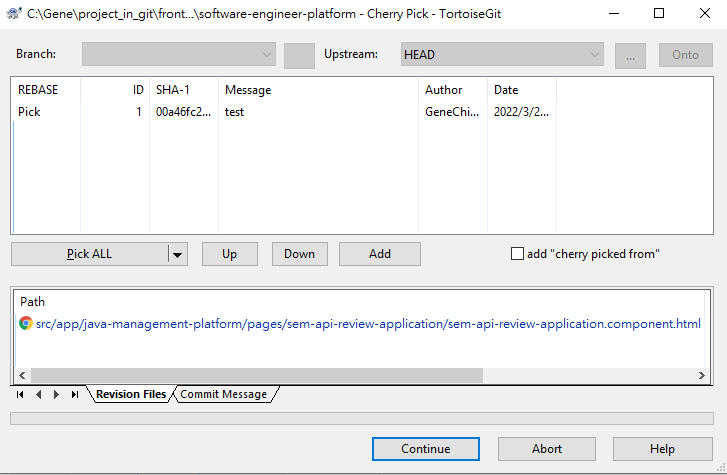 C:\Gene\project_in_git\front...\software-engineer-platform - Cherry Pick - TortoiseGit
Branch: Upstream: HEAD ... Onto
REBASE ID SHA-1 Message Author Date
Pick 1 00a46fc2... test GeneChi... 2022/3/2...
Pick ALL Up Down Add add "cherry picked from"
Path
src/app/java-management-platform/pages/sem-api-review-application/sem-api-review-application.component.html
Revision Files Commit Message
Continue Abort Help